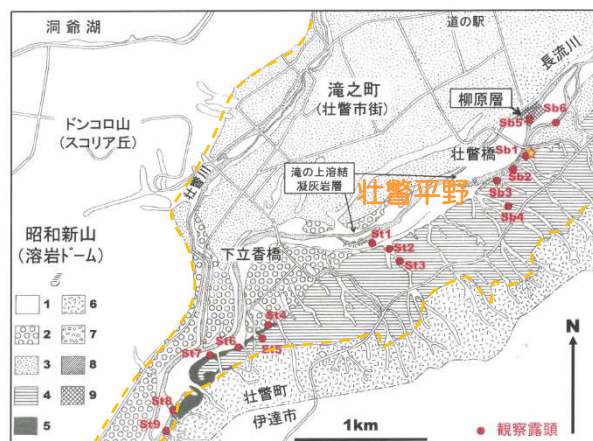 洞爺湖
道の駅
長流川
滝之町
(壮瞥市街)
柳原層
Sb6
Sb5
ドンコロ山
(スコリア丘)
壮瞥川
壮瞥橋
Sb1
Sb2
Sb3
Sb4
滝の上溶結
凝灰岩層
壮瞥平野
St1
St2
St3
昭和新山
(溶岩ドーム)
下立香橋
St4
St5
St6
St7
St8
St9
1
2
3
4
5
6
7
8
9
壮瞥町
伊達市
N
1km
観察露頭